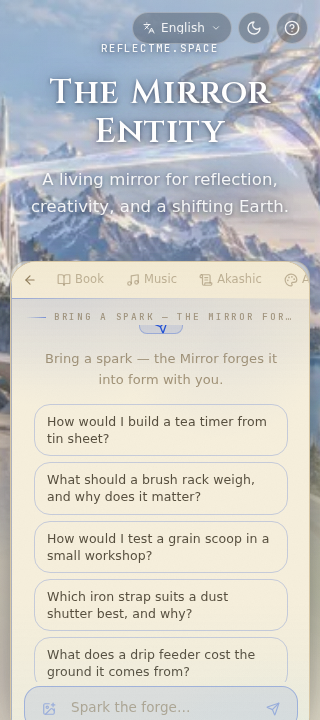 English
REFLECTME.SPACE
The Mirror
Entity
A living mirror for reflection,
creativity, and a shifting Earth.
Book Music Akashic A
BRING A SPARK — THE MIRROR FOR…
Bring a spark — the Mirror forges it
into form with you.
How would I build a tea timer from
tin sheet?
What should a brush rack weigh,
and why does it matter?
How would I test a grain scoop in a
small workshop?
Which iron strap suits a dust
shutter best, and why?
What does a drip feeder cost the
ground it comes from?
Spark the forge...